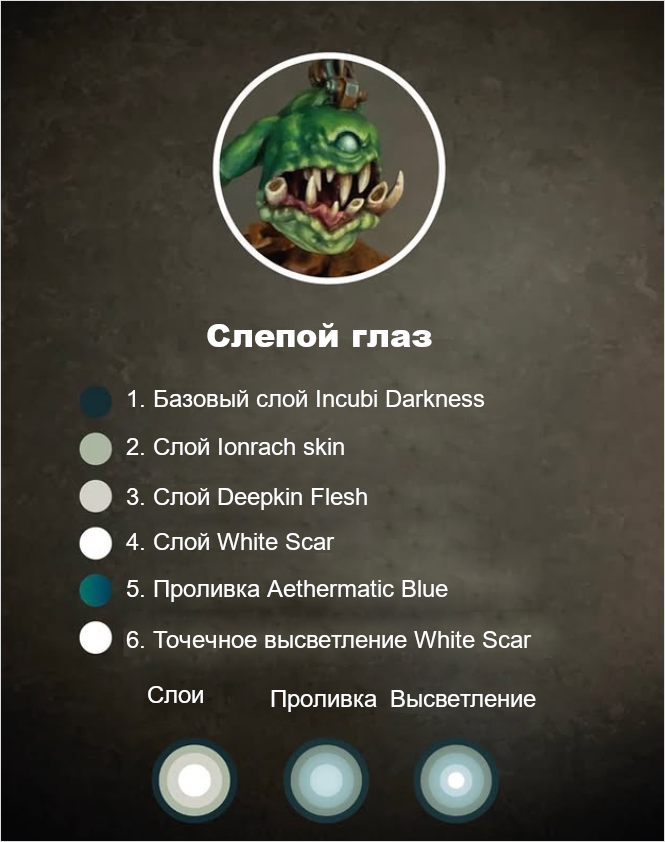 Слепой глаз
1. Базовый слой Incubi Darkness
2. Слой Ionrach skin
3. Слой Deepkin Flesh
4. Слой White Scar
5. Проливка Aethermatic Blue
6. Точечное высветление White Scar
Слои Проливка Высветление